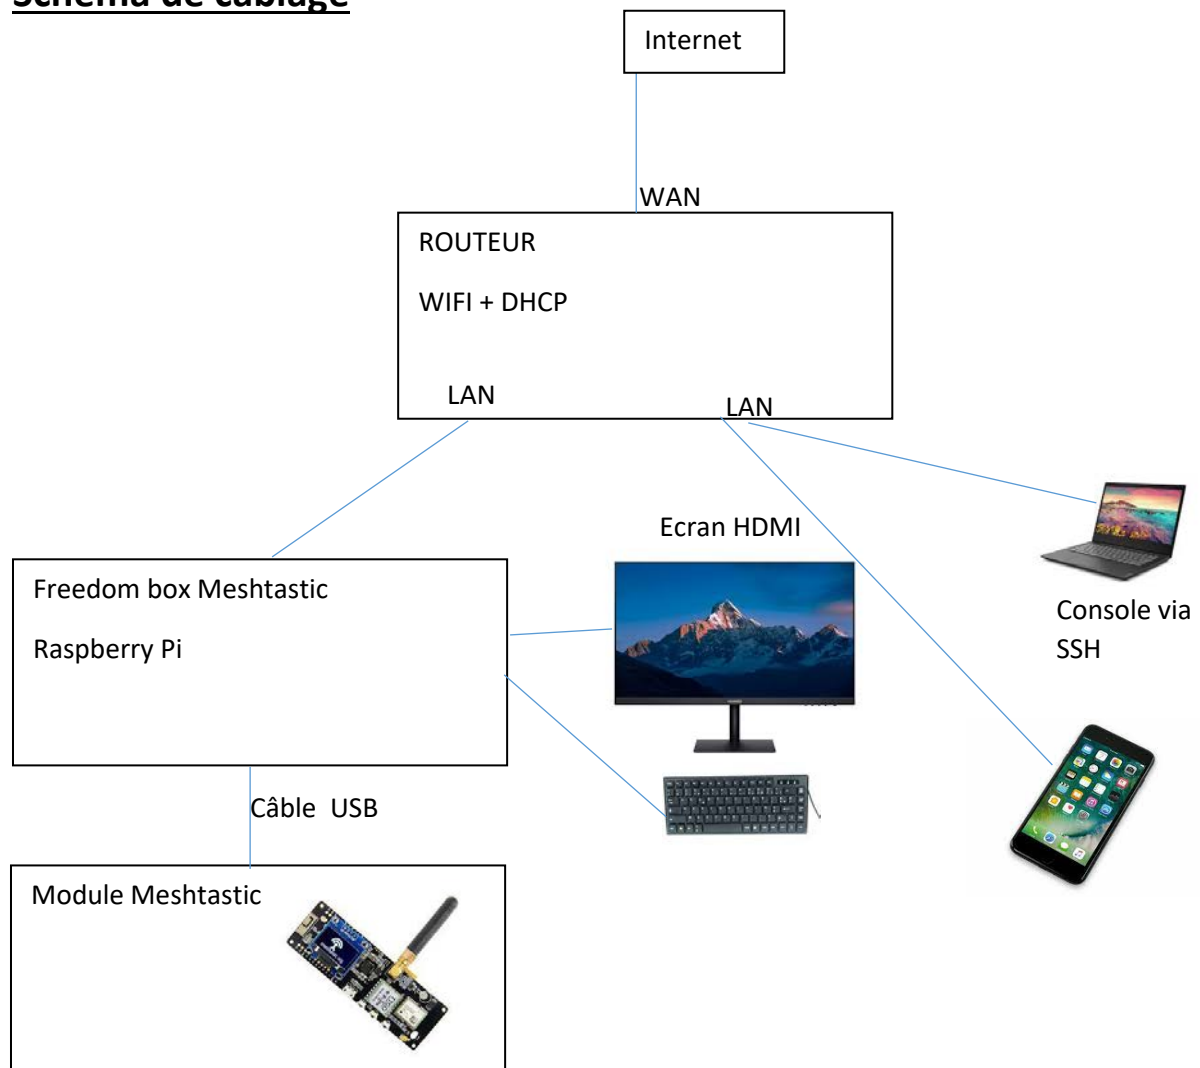 Schéma de câblage
Internet
WAN
ROUTEUR
WIFI + DHCP
LAN
LAN
Ecran HDMI
Freedom box Meshtastic
Raspberry Pi
Console via
SSH
Câble  USB
Module Meshtastic